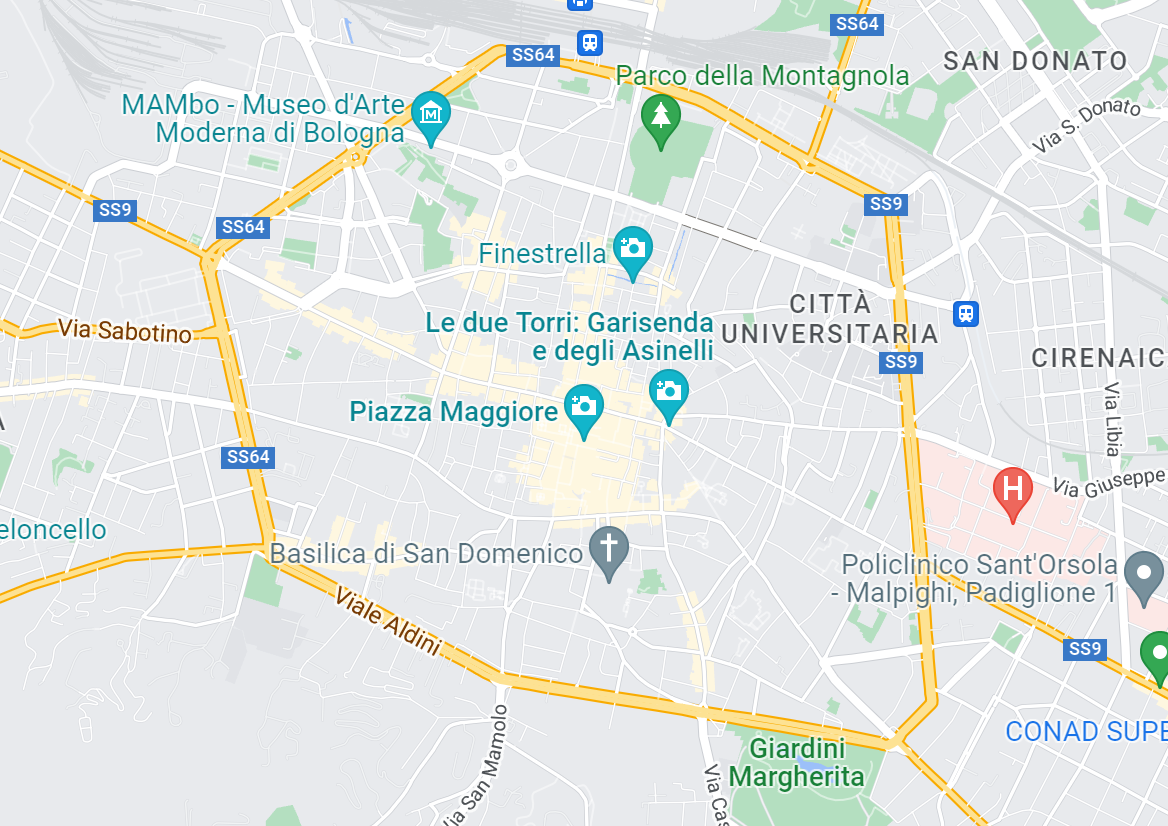 SS64
SS64
SAN DONATO
Parco della Montagnola
MAMbo - Museo d'Arte
Moderna di Bologna
M
Via S. Donato
SS9
SS9
SS64
Finestrella
CITTÀ
UNIVERSITARIA
Le due Torri: Garisenda
e degli Asinelli
Via Sabotino
SS9
CIRENAIC
Piazza Maggiore
Via Libia
A
SS64
H
Via Giuseppe
eloncello
Basilica di San Domenico
Policlinico Sant'Orsola
- Malpighi, Padiglione 1
Viale Aldini
SS9
CONAD SUPE
Giardini
Margherita
Via San Mamolo
Via Cas